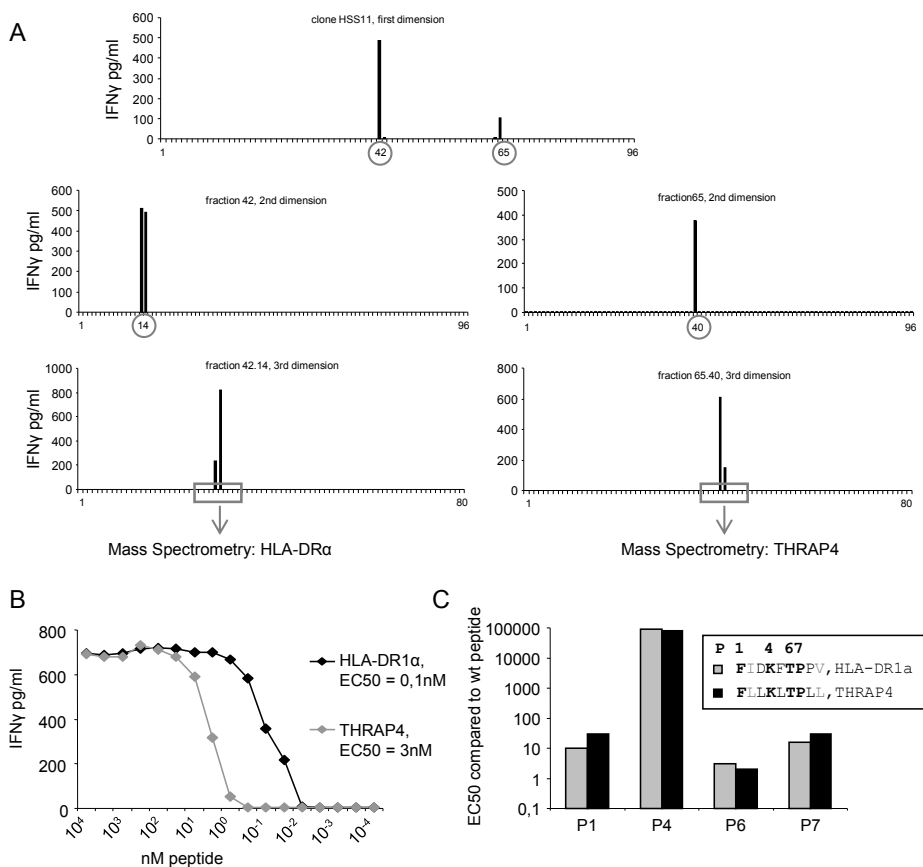 A
clone HSS11, first dimension
IFNγ pg/ml
600
500
400
300
200
100
0
1
42
65
96
fraction 42, 2nd dimension
IFNγ pg/ml
600
500
400
300
200
100
0
1
14
96
fraction65, 2nd dimension
500
400
300
200
100
0
1
40
96
fraction 42.14, 3rd dimension
IFNγ pg/ml
1000
800
600
400
200
0
1
80
Mass Spectrometry: HLA-DRα
fraction 65.40, 3rd dimension
800
600
400
200
0
1
80
Mass Spectrometry: THRAP4
B
IFNγ pg/ml
800
600
400
200
0
10⁴ 10³ 10² 10¹ 10⁰ 10⁻¹ 10⁻² 10⁻³ 10⁻⁴
nM peptide
HLA-DR1α,
EC50 = 0,1nM
THRAP4,
EC50 = 3nM
C
EC50 compared to wt peptide
100000
10000
1000
100
10
1
0,1
P1 P4 P6 P7
P 1 4 67
FIDKFTPPV,HLA-DR1a
FLLKLTPLL,THRAP4